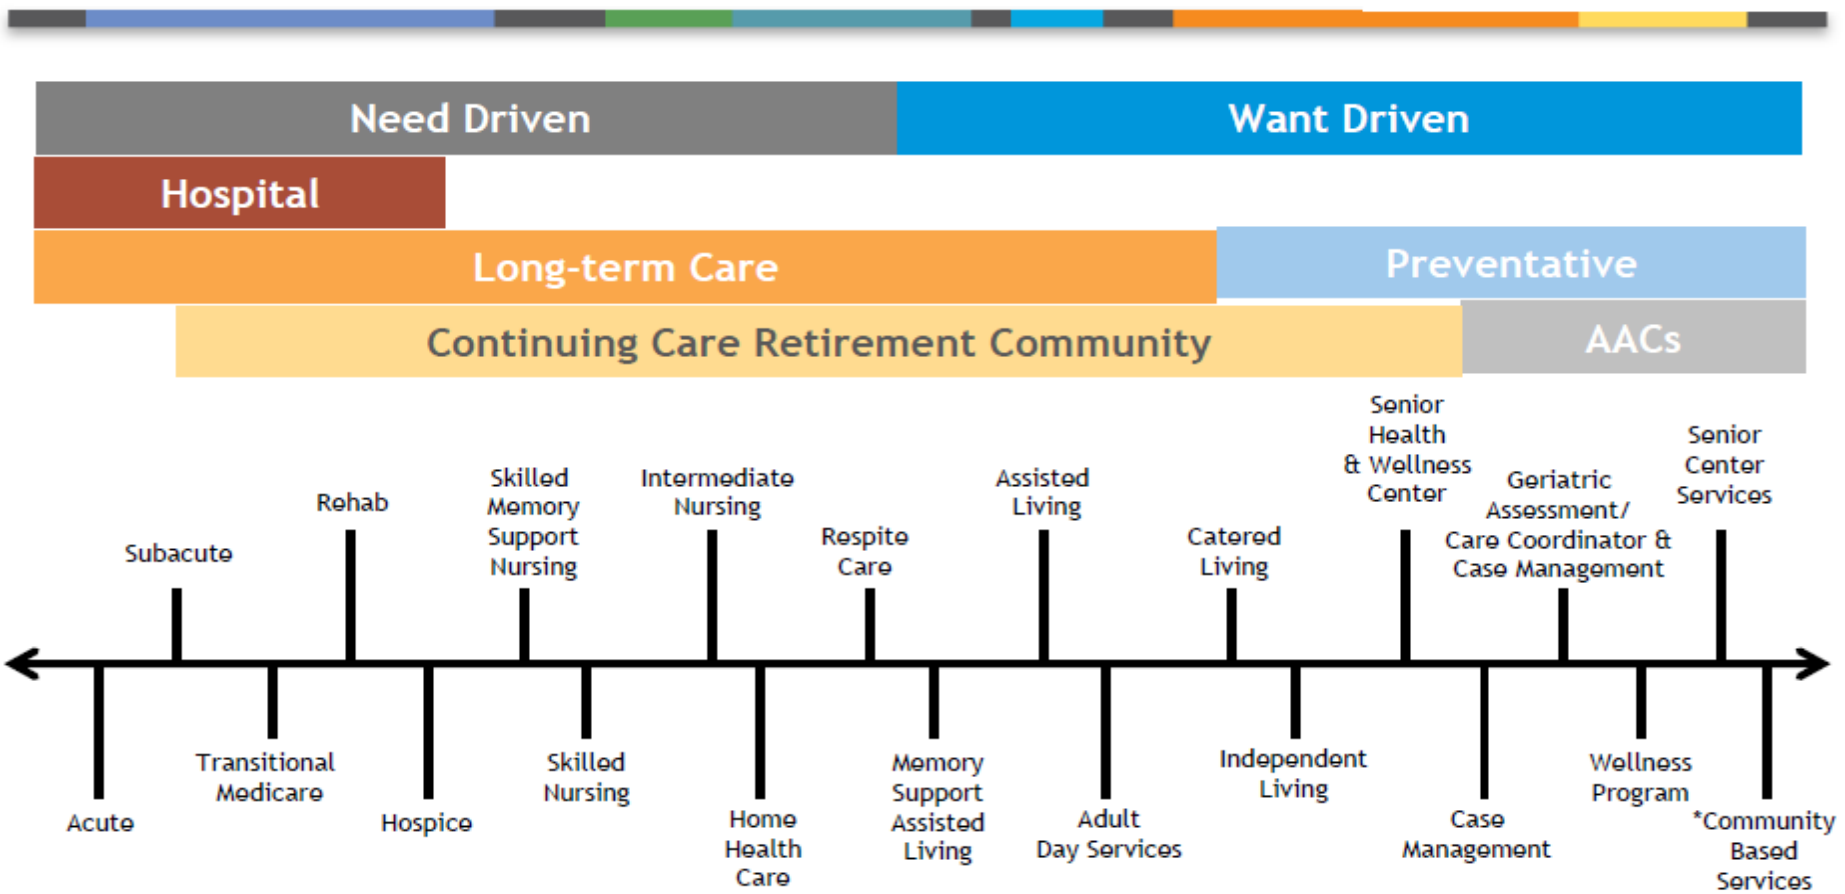 Need Driven
Want Driven
Hospital
Long-term Care
Preventative
Continuing Care Retirement Community
AACs
Subacute
Rehab
Skilled
Memory
Support
Nursing
Intermediate
Nursing
Respite
Care
Assisted
Living
Catered
Living
Senior
Health
& Wellness
Center
Geriatric
Assessment/
Care Coordinator &
Case Management
Senior
Center
Services
Acute
Transitional
Medicare
Hospice
Skilled
Nursing
Home
Health
Care
Memory
Support
Assisted
Living
Adult
Day Services
Independent
Living
Case
Management
Wellness
Program
*Community
Based
Services